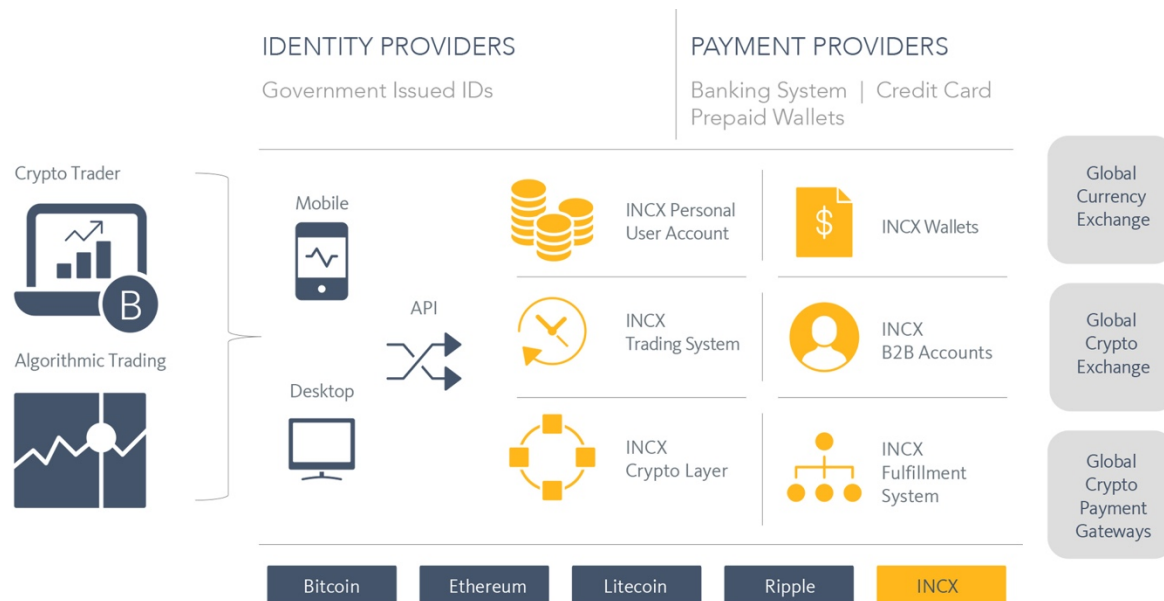 IDENTITY PROVIDERS
Government Issued IDs
PAYMENT PROVIDERS
Banking System | Credit Card
Prepaid Wallets
Crypto Trader
B
Algorithmic Trading
Mobile
Desktop
API
INCX Personal
User Account
$
INCX Wallets
INCX
Trading System
INCX
B2B Accounts
INCX
Crypto Layer
INCX
Fulfillment
System
Global
Currency
Exchange
Global
Crypto
Exchange
Global
Crypto
Payment
Gateways
Bitcoin
Ethereum
Litecoin
Ripple
INCX